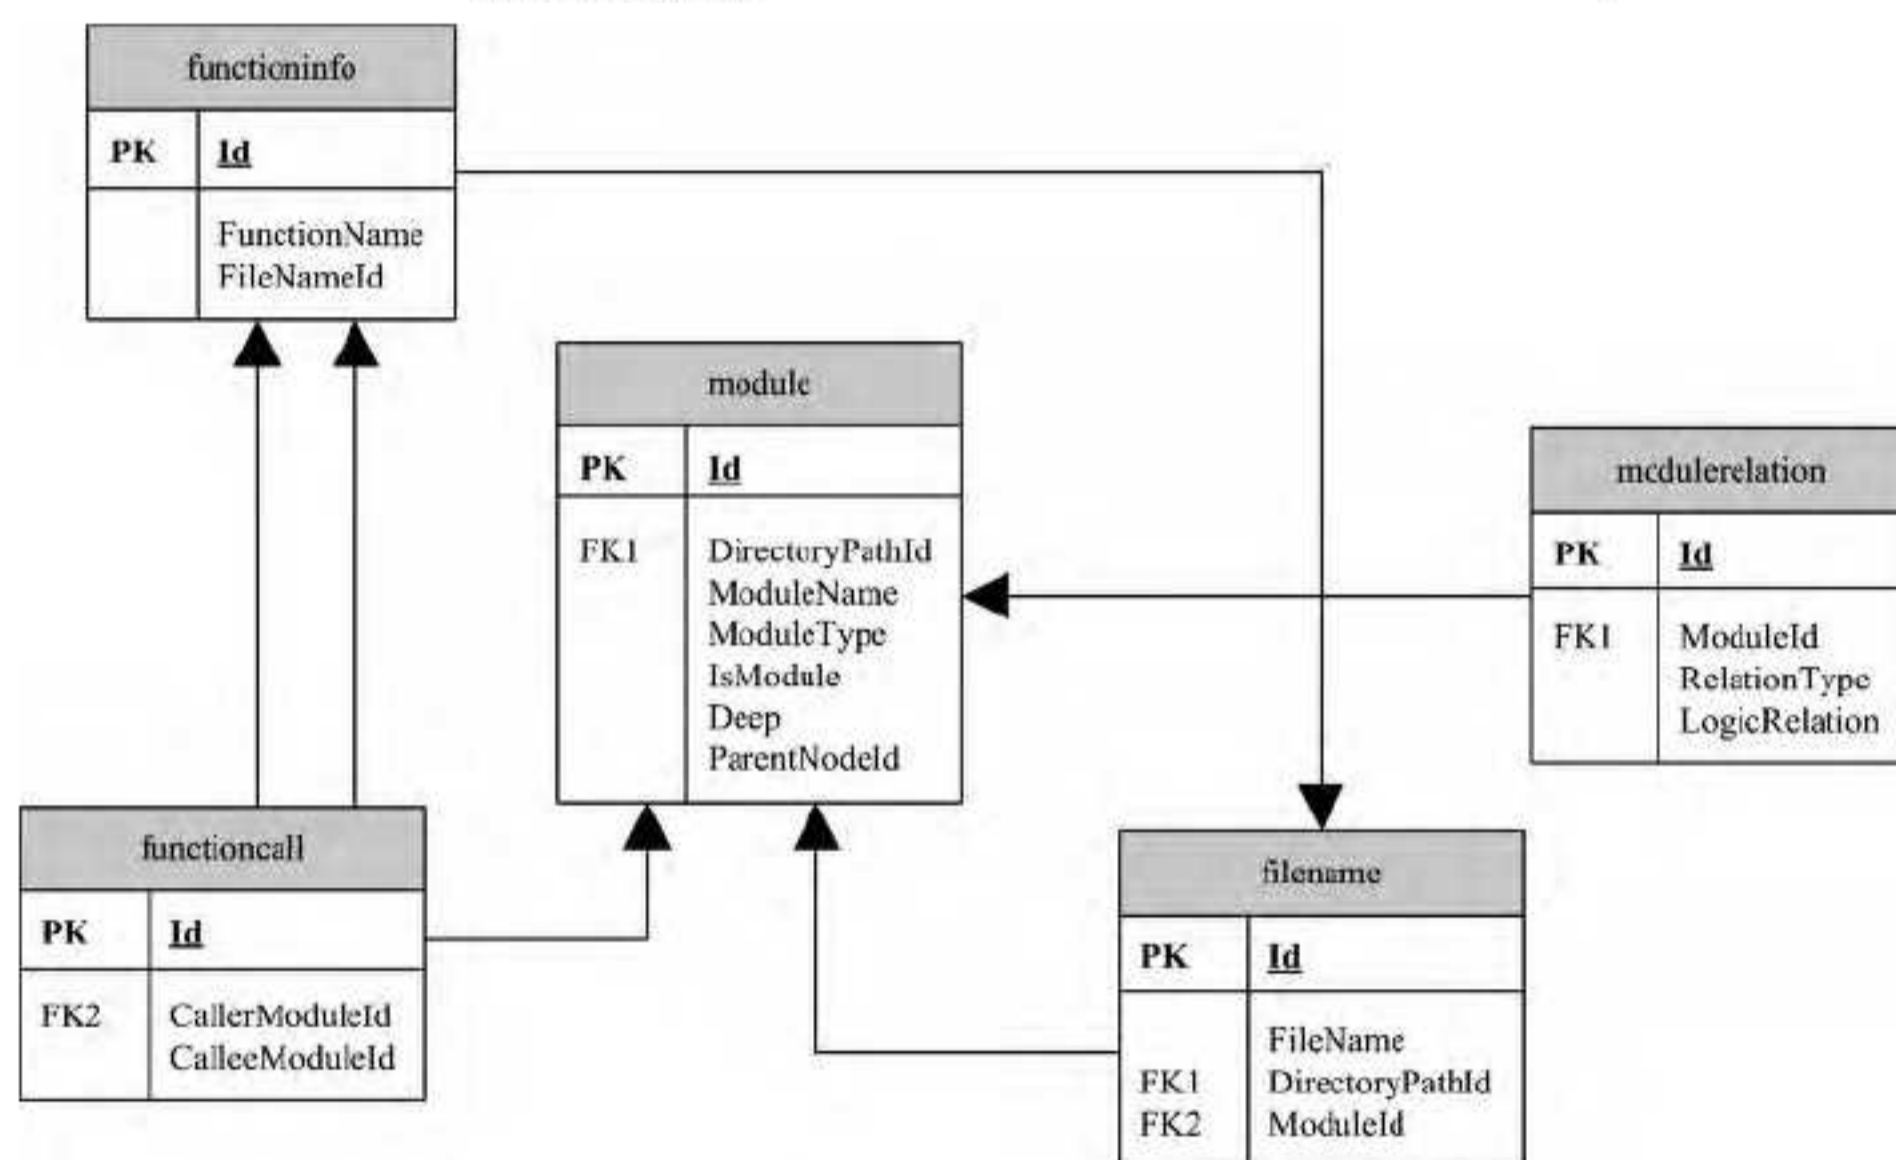 functioninfo
PK Id
FunctionName
FileNameId
module
PK Id
FK1 DirectoryPathId
ModuleName
ModuleType
IsModule
Deep
ParentNodeId
mcdulerelation
PK Id
FK1 ModuleId
RelationType
LogicRelation
functioncall
PK Id
FK2 CallerModuleId
CalleeModuleId
filename
PK Id
FileName
FK1 DirectoryPathId
FK2 ModuleId